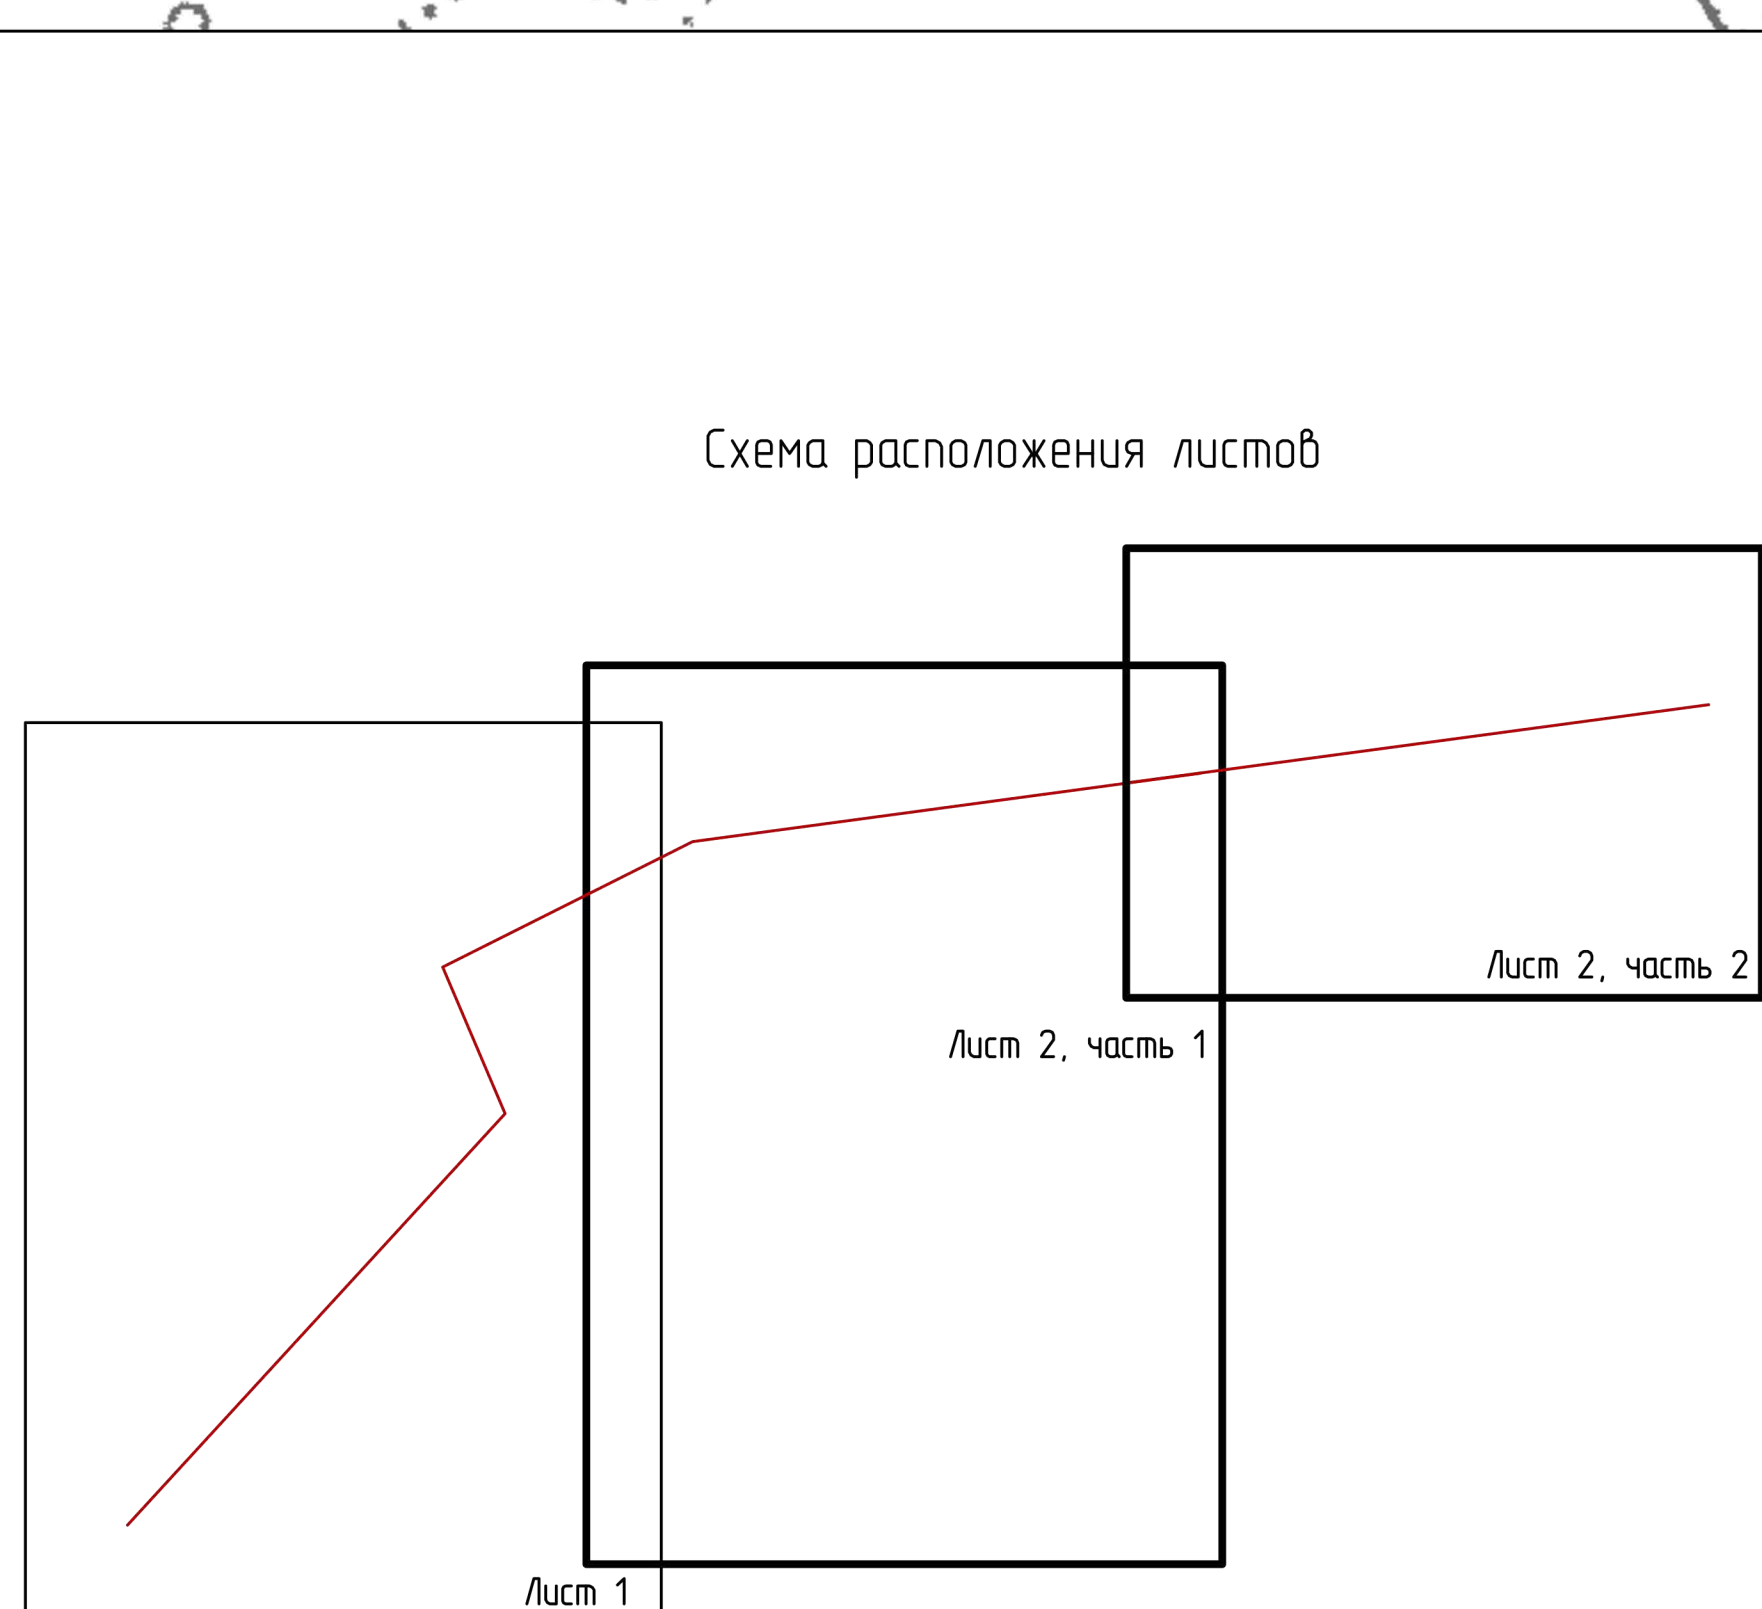 Схема расположения листов
Лист 2, часть 2
Лист 2, часть 1
Лист 1